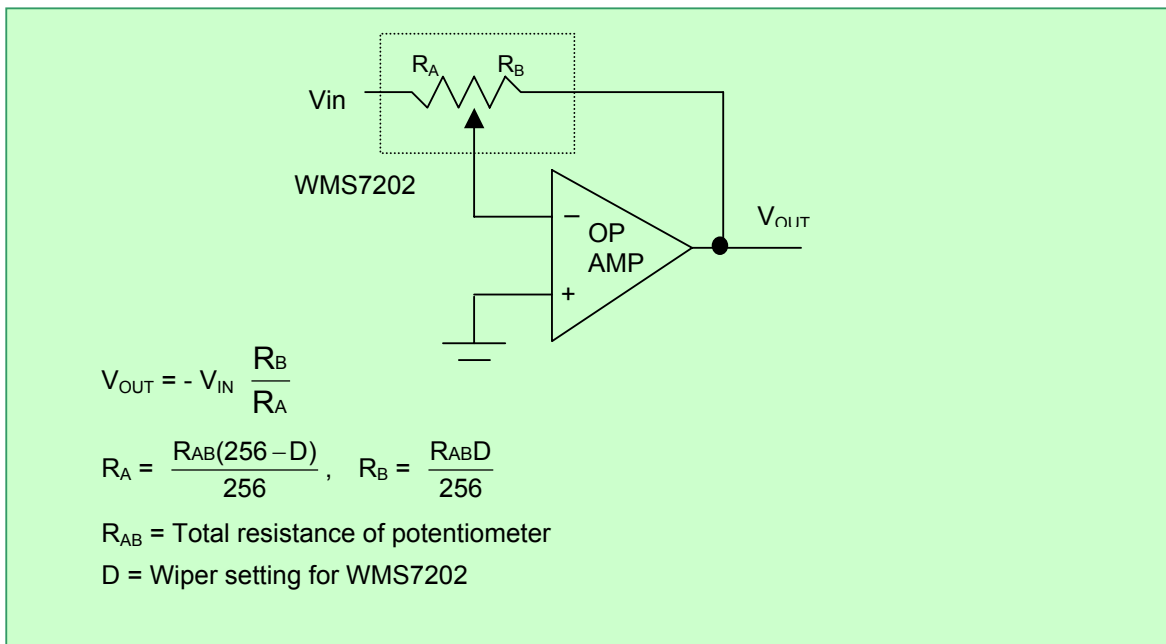 RA RB
Vin
WMS7202
VOUT
− OP
AMP
+
VOUT = - VIN RB/RA
RA = RAB(256−D)/256 , RB = RABD/256
RAB = Total resistance of potentiometer
D = Wiper setting for WMS7202